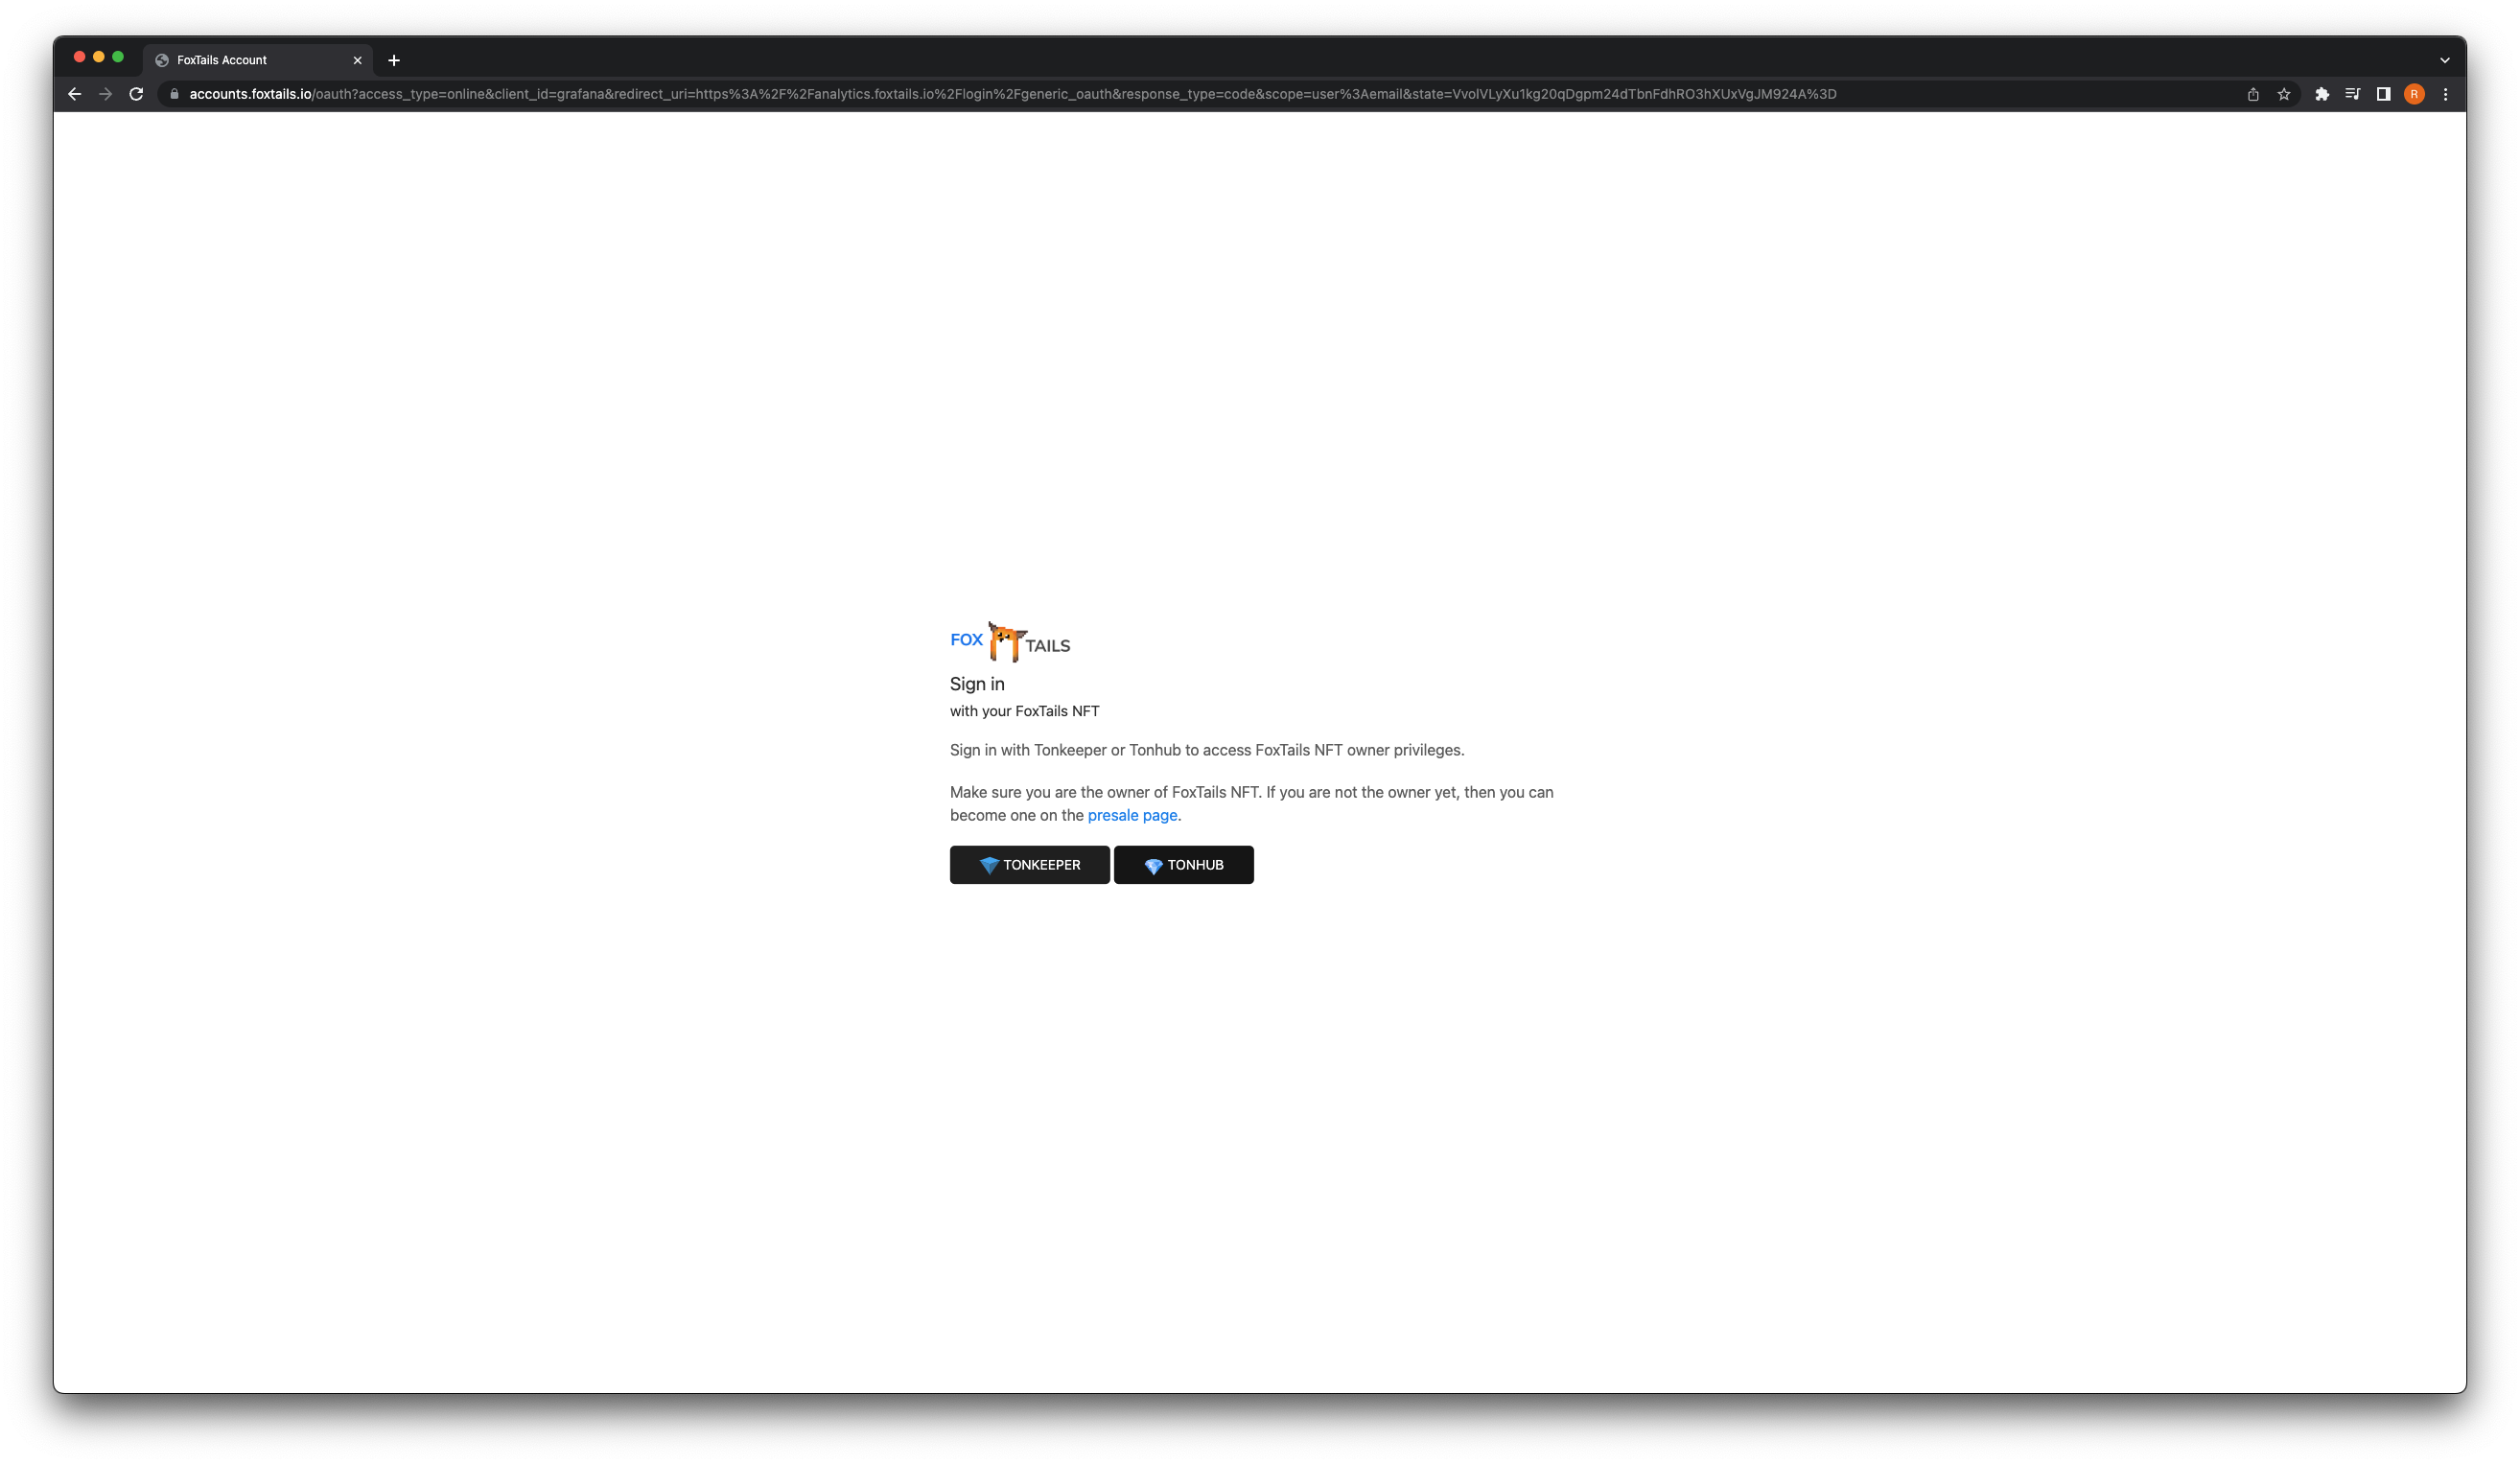 FoxTails Account
accounts.foxtails.io/oauth?access_type=online&client_id=grafana&redirect_uri=https%3A%2F%2Fanalytics.foxtails.io%2Flogin%2Fgeneric_oauth&response_type=code&scope=user%3Aemail&state=VvolVLyXu1kg20qDgpm24dTbnFdhRO3hXUxVgJM924A%3D
R
FOX TAILS
Sign in
with your FoxTails NFT
Sign in with Tonkeeper or Tonhub to access FoxTails NFT owner privileges.
Make sure you are the owner of FoxTails NFT. If you are not the owner yet, then you can
become one on the presale page.
TONKEEPER TONHUB